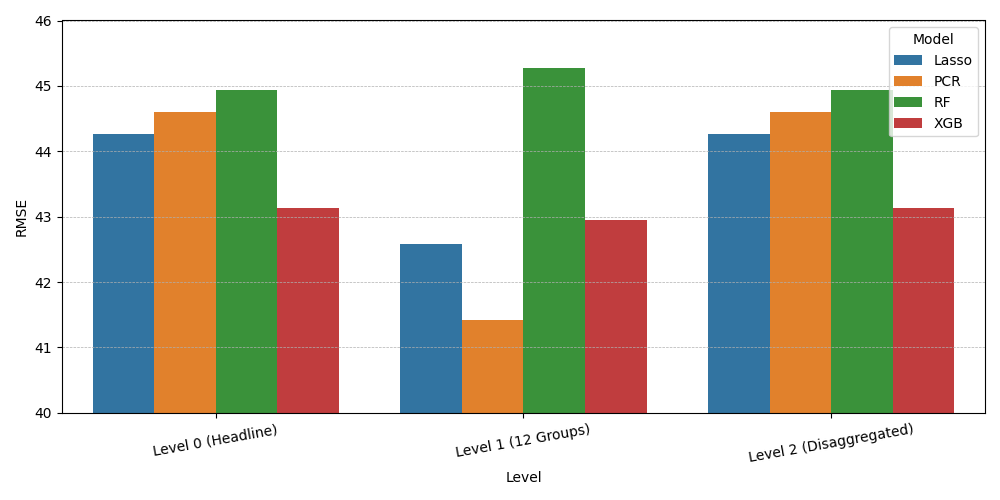 46
45
44
43
42
41
40
RMSE
Model
Lasso
PCR
RF
XGB
Level 0 (Headline)
Level 1 (12 Groups)
Level 2 (Disaggregated)
Level